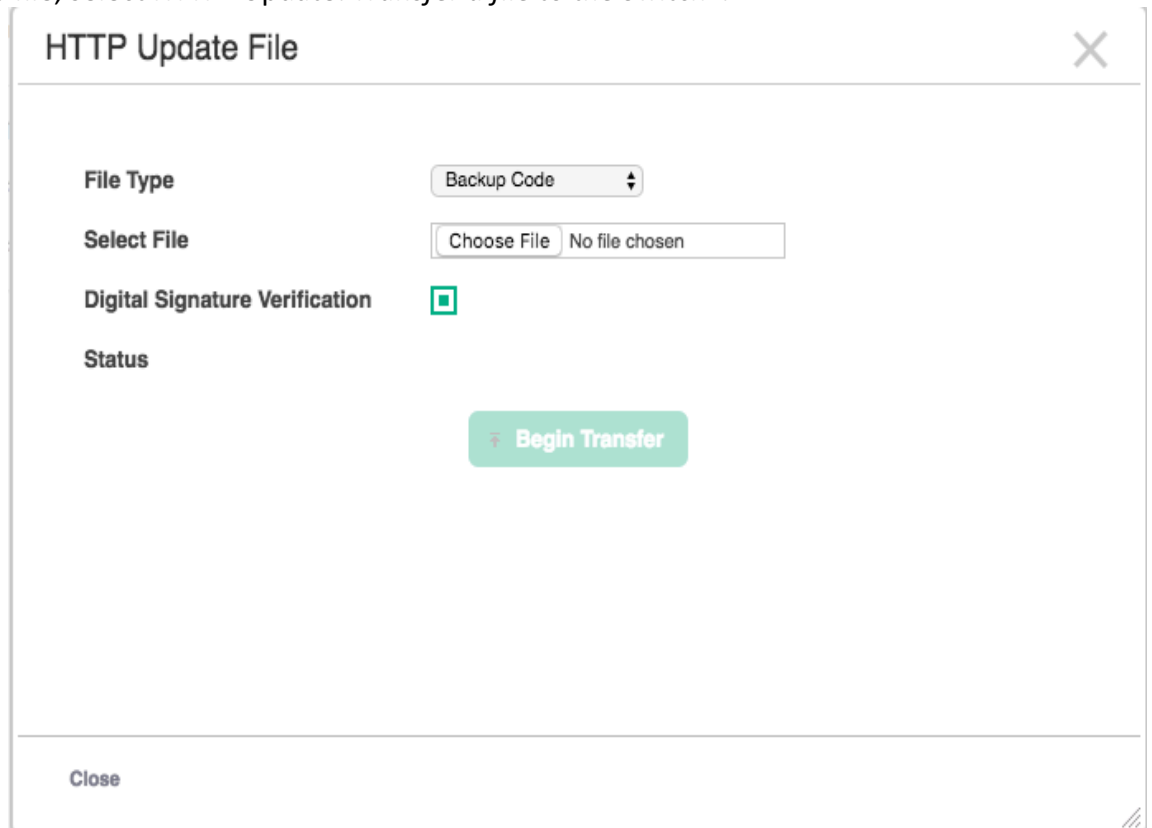 HTTP Update File
File Type Backup Code
Select File Choose File No file chosen
Digital Signature Verification
Status
Begin Transfer
Close